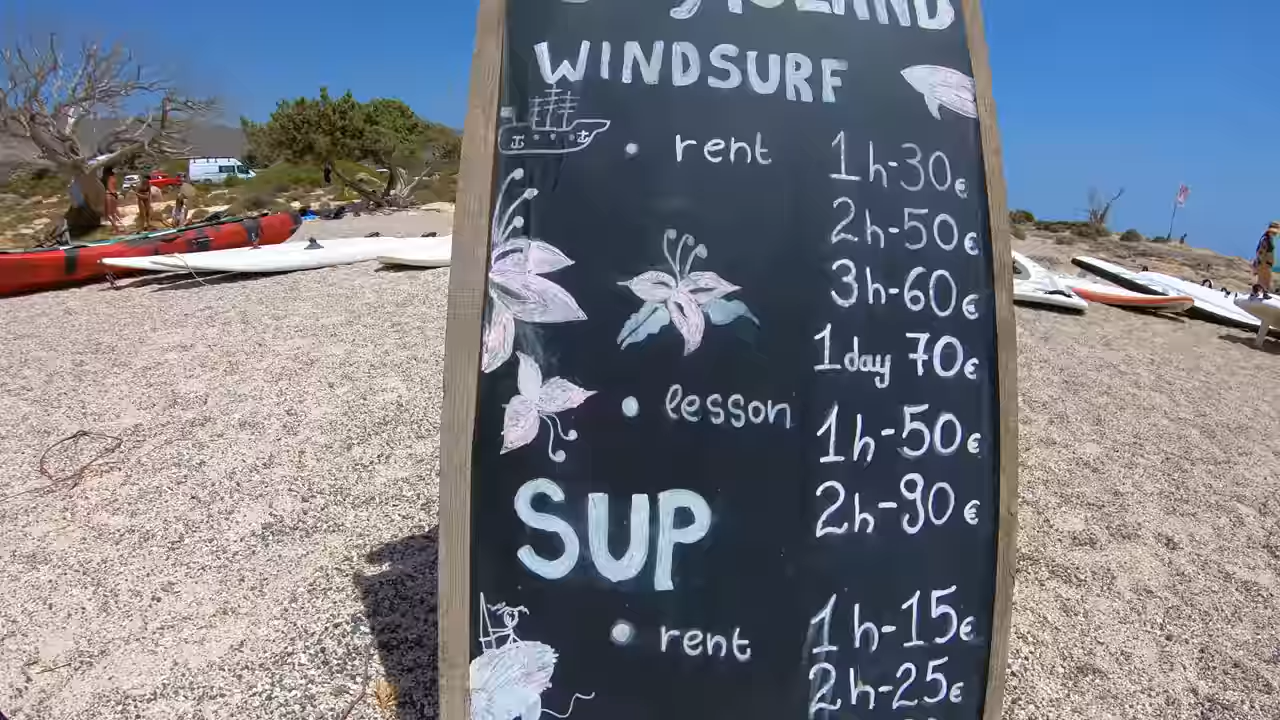 ISLAND
WINDSURF
• rent 1h-30€
2h-50€
3h-60€
1day 70€
• lesson 1h-50€
2h-90€
SUP
• rent 1h-15€
2h-25€